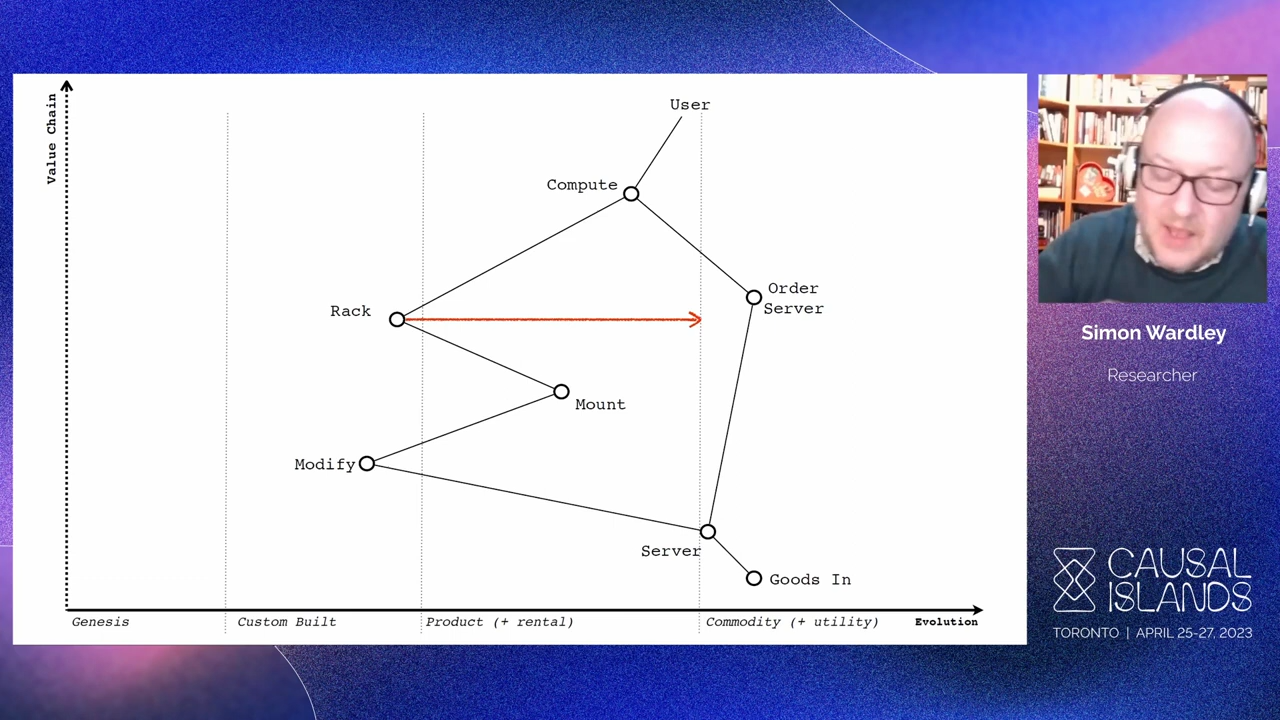 Value Chain
User
Compute
Order
Server
Rack
Mount
Modify
Server
Goods In
Genesis
Custom Built
Product (+ rental)
Commodity (+ utility)
Evolution
Simon Wardley
Researcher
CAUSAL
ISLANDS
TORONTO | APRIL 25-27, 2023